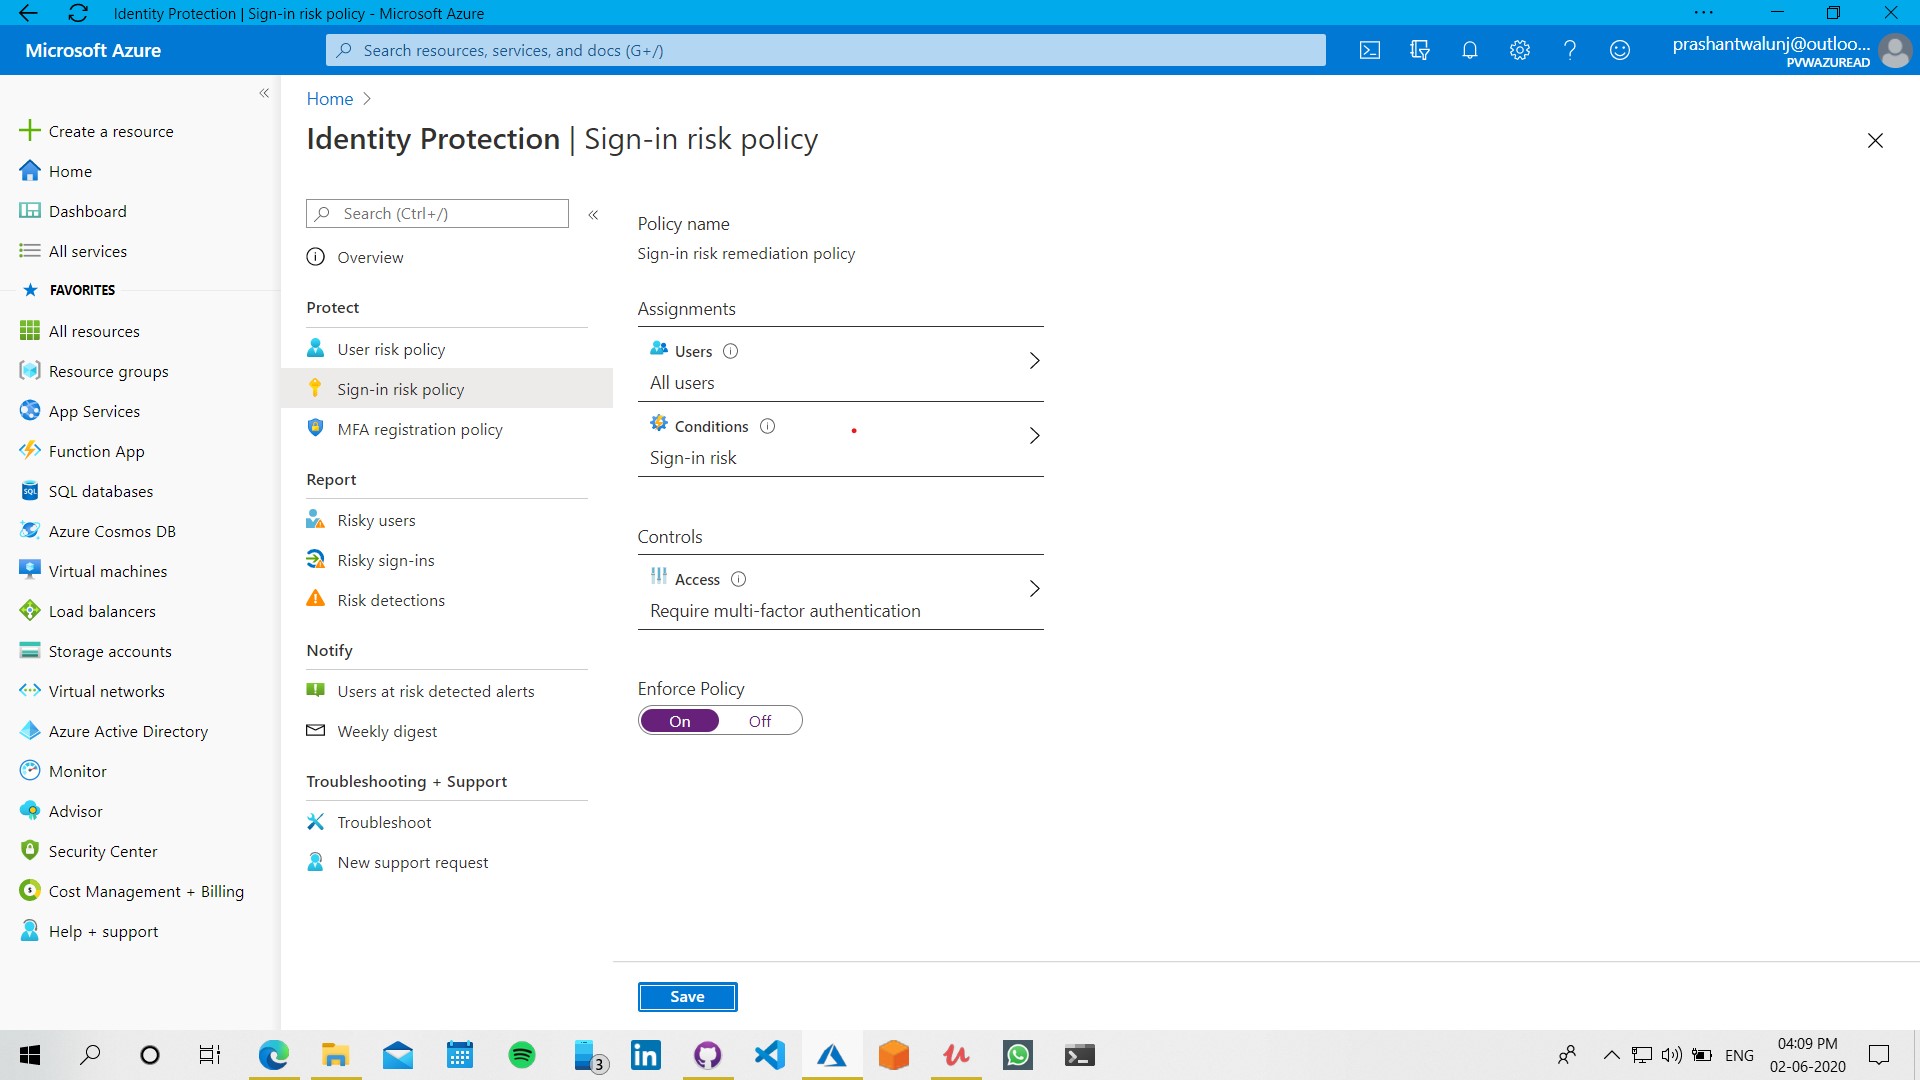 Identity Protection | Sign-in risk policy - Microsoft Azure
Microsoft Azure
Search resources, services, and docs (G+/)
prashantwalunj@outloo...
PVWAZUREAD
Create a resource
Home
Dashboard
All services
FAVORITES
All resources
Resource groups
App Services
Function App
SQL databases
Azure Cosmos DB
Virtual machines
Load balancers
Storage accounts
Virtual networks
Azure Active Directory
Monitor
Advisor
Security Center
Cost Management + Billing
Help + support
Home
Identity Protection | Sign-in risk policy
Search (Ctrl+/)
Overview
Protect
User risk policy
Sign-in risk policy
MFA registration policy
Report
Risky users
Risky sign-ins
Risk detections
Notify
Users at risk detected alerts
Weekly digest
Troubleshooting + Support
Troubleshoot
New support request
Policy name
Sign-in risk remediation policy
Assignments
Users
All users
Conditions
Sign-in risk
Controls
Access
Require multi-factor authentication
Enforce Policy
On Off
Save
3
ENG
04:09 PM
02-06-2020